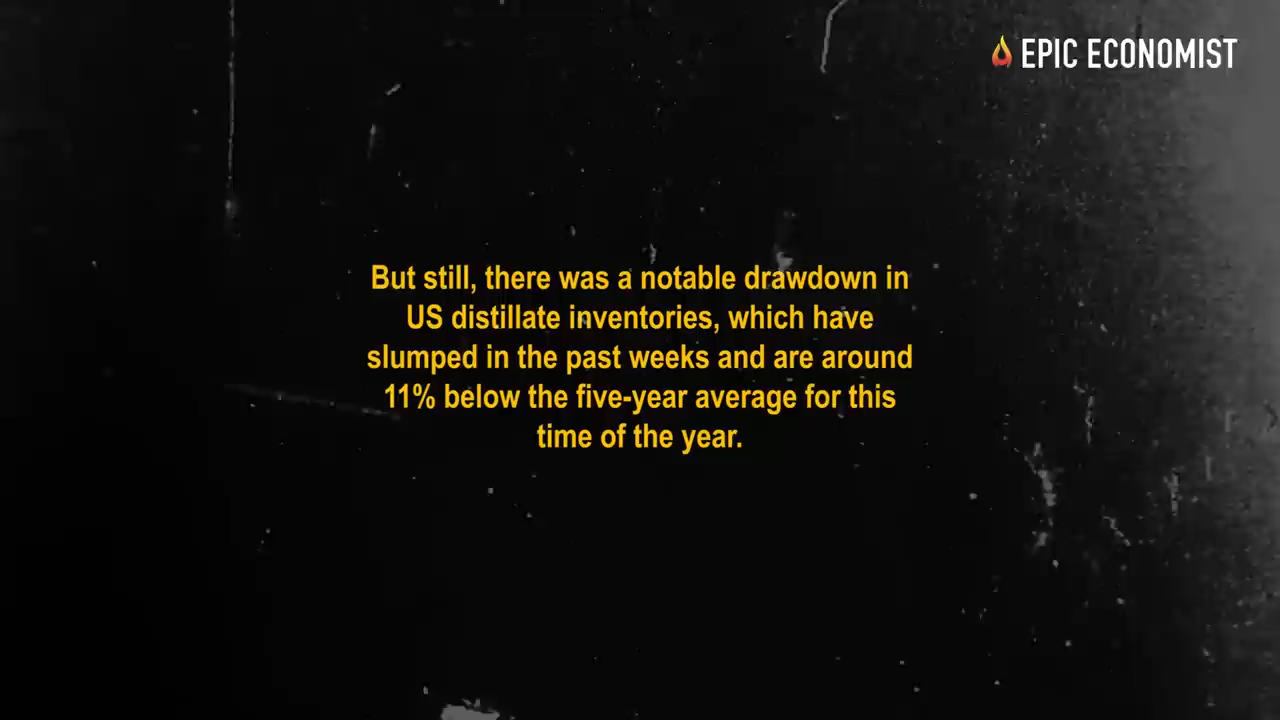 EPIC ECONOMIST
But still, there was a notable drawdown in
US distillate inventories, which have
slumped in the past weeks and are around
11% below the five-year average for this
time of the year.